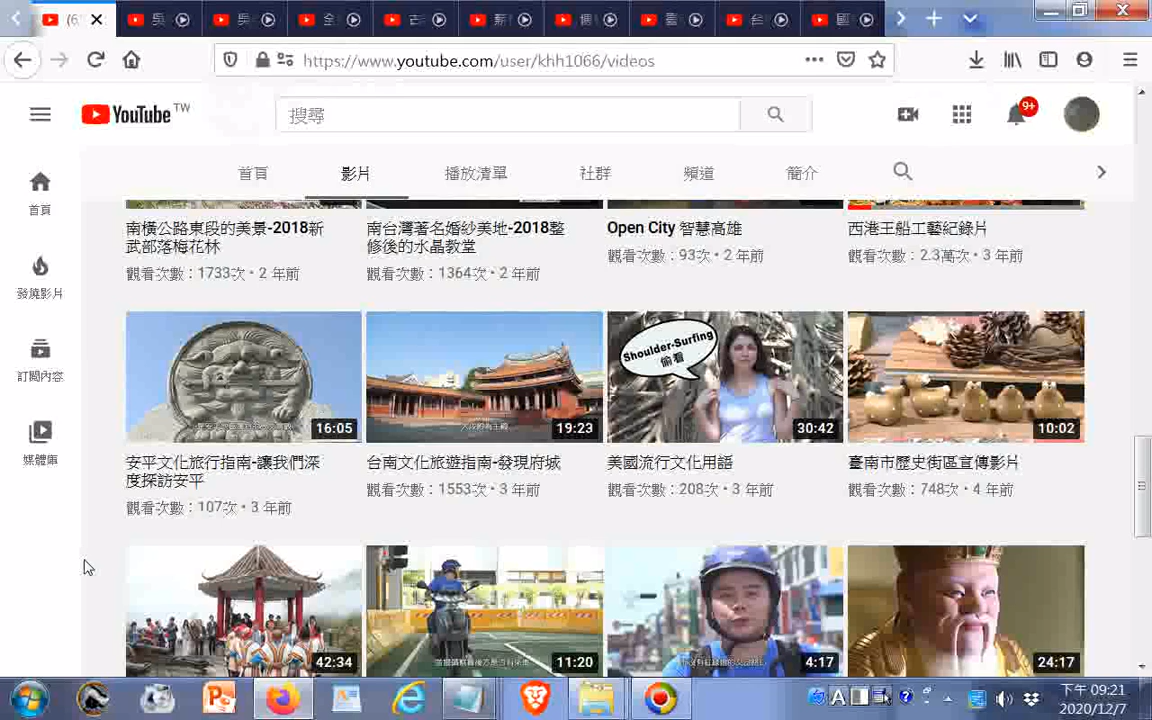 https://www.youtube.com/user/khh1066/videos
YouTube TW
搜尋
9+
首頁 影片 播放清單 社群 頻道 簡介
首頁
發燒影片
訂閱內容
媒體庫
南橫公路東段的美景-2018新
武部落梅花林
觀看次數：1733次 • 2 年前
南台灣著名婚紗美地-2018整
修後的水晶教堂
觀看次數：1364次 • 2 年前
Open City 智慧高雄
觀看次數：93次 • 2 年前
西港王船工藝紀錄片
觀看次數：2.3萬次 • 3 年前
16:05
安平文化旅行指南-讓我們深
度探訪安平
觀看次數：107次 • 3 年前
19:23
台南文化旅遊指南-發現府城
觀看次數：1553次 • 3 年前
Shoulder-Surfing
偷看
30:42
美國流行文化用語
觀看次數：208次 • 3 年前
10:02
臺南市歷史街區宣傳影片
觀看次數：748次 • 4 年前
42:34
11:20
4:17
24:17
下午 09:21
2020/12/7